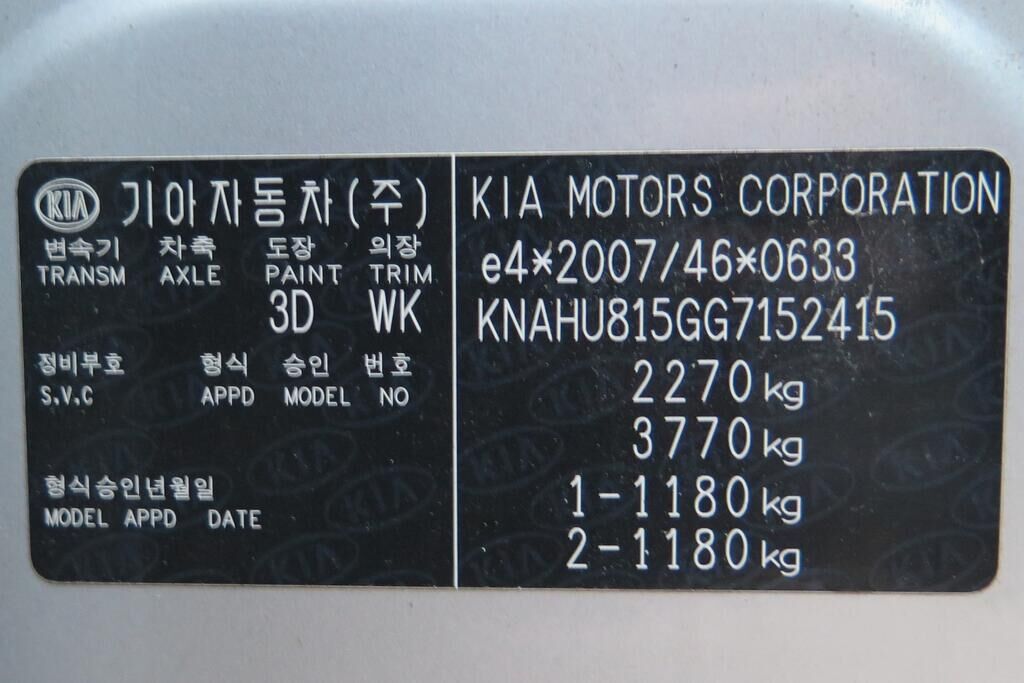 KIA 기아자동차(주)
변속기 차축 도장 의장
TRANSM AXLE PAINT TRIM
3D WK
정비부호 형식 승인 번호
S.V.C APPD MODEL NO
형식승인년월일
MODEL APPD DATE
KIA MOTORS CORPORATION
e4*2007/46*0633
KNAHU815GG7152415
2270kg
3770kg
1-1180kg
2-1180kg